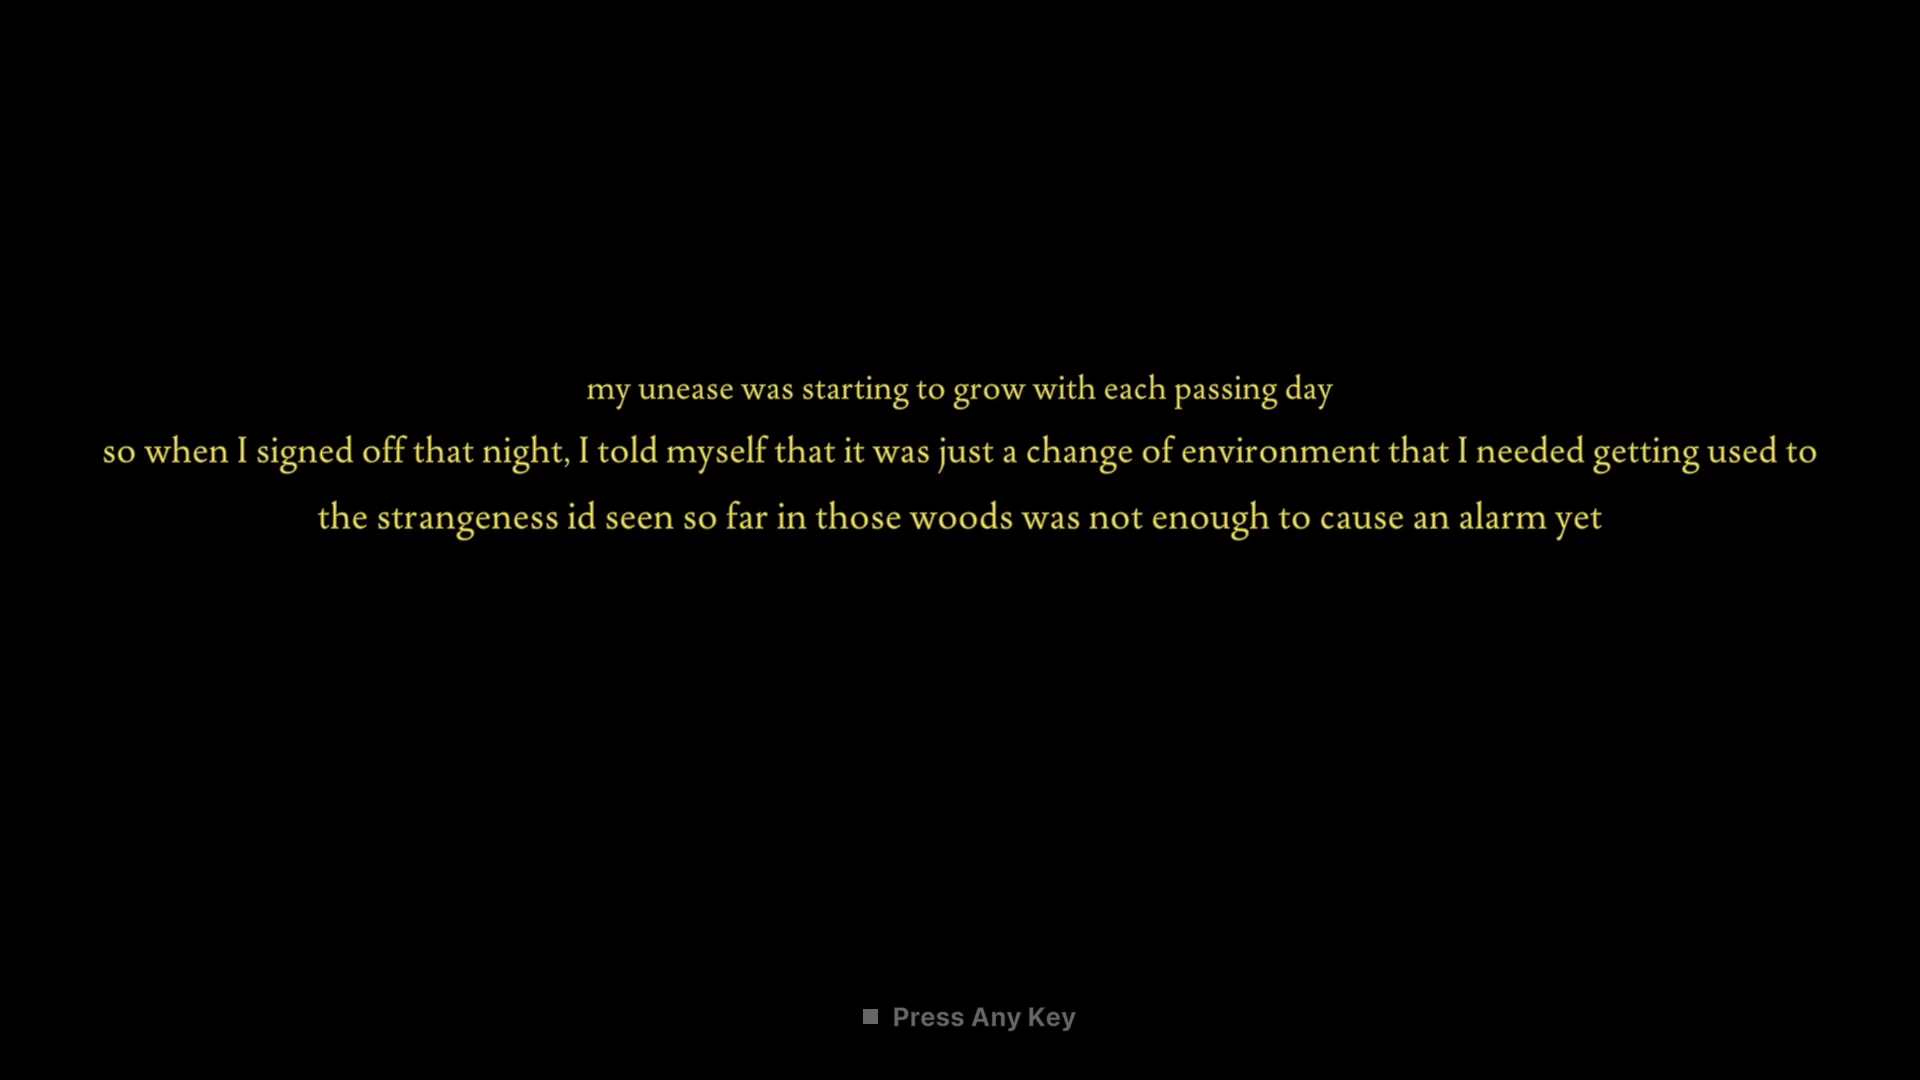 my unease was starting to grow with each passing day
so when I signed off that night, I told myself that it was just a change of environment that I needed getting used to
the strangeness id seen so far in those woods was not enough to cause an alarm yet
Press Any Key